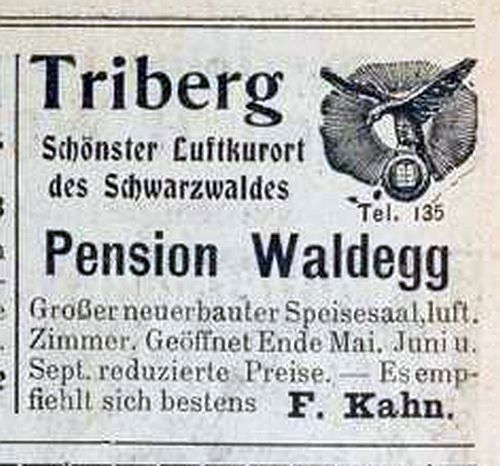 Triberg
Schönster Luftkurort
des Schwarzwaldes
Tel. 135
Pension Waldegg
Großer neuerbauter Speisesaal, luft.
Zimmer. Geöffnet Ende Mai. Juni u.
Sept. reduzierte Preise. — Es emp-
fiehlt sich bestens F. Kahn.